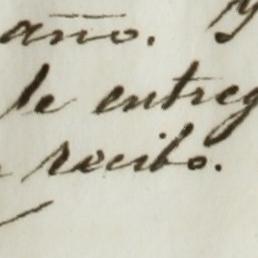 año. Y
le entreg
recibo.